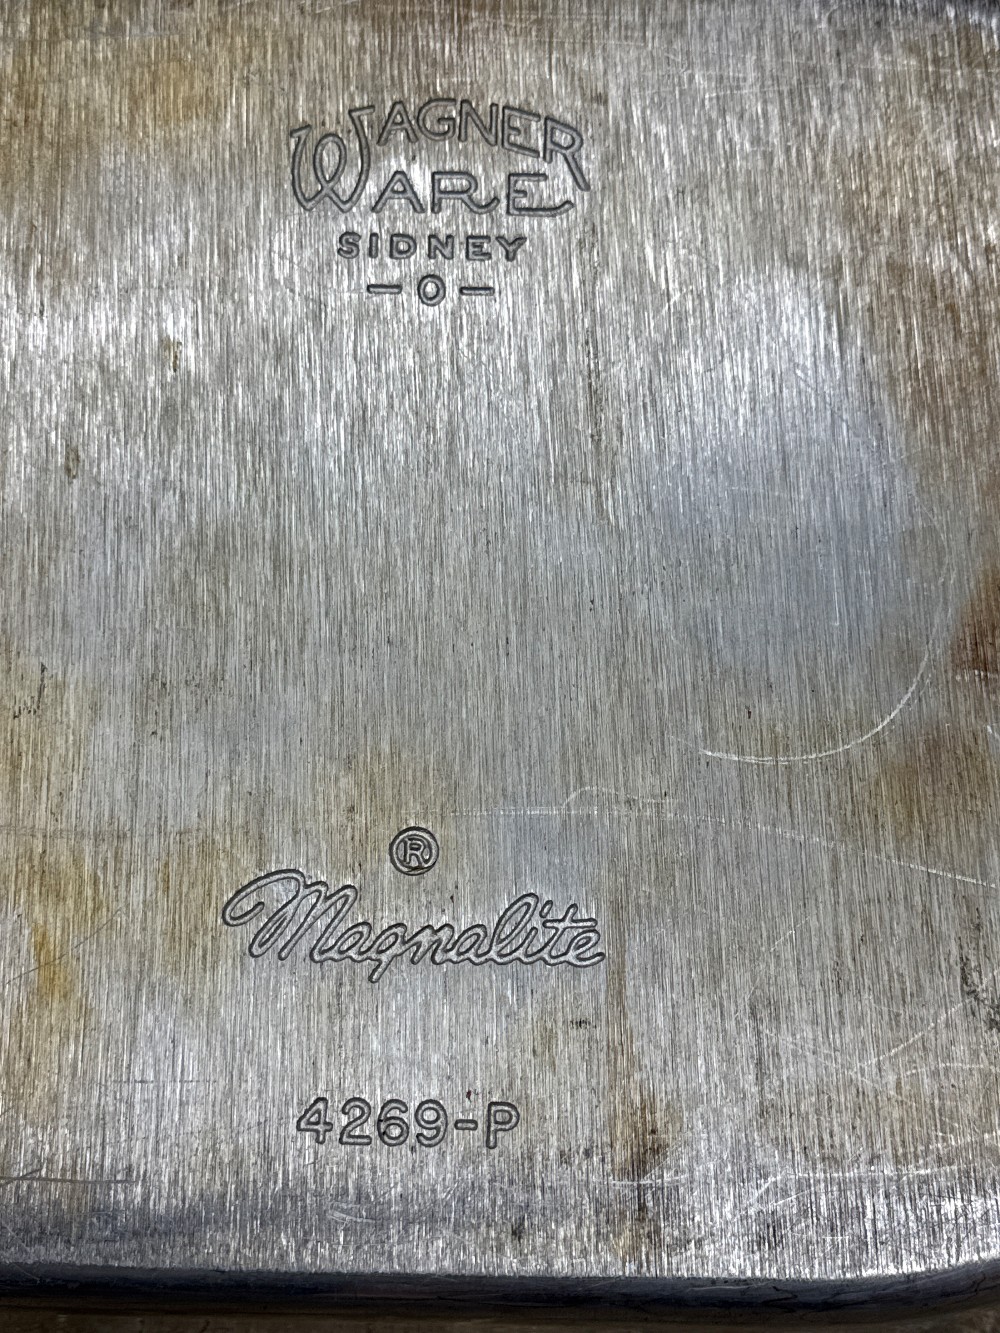 WAGNER
WARE
SIDNEY
-O-
®
Magnalite
4269-P